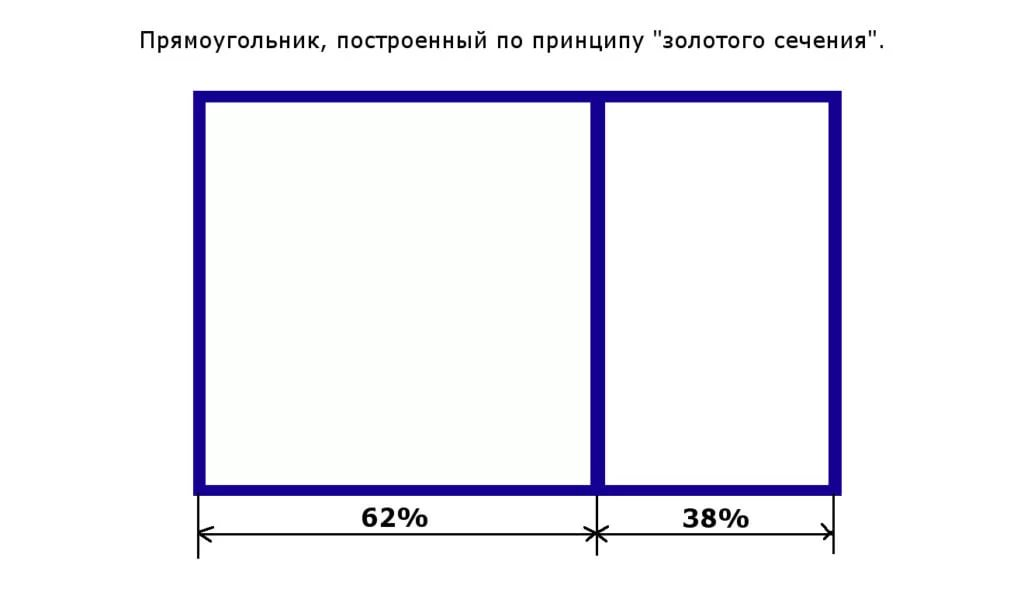 Прямоугольник, построенный по принципу "золотого сечения".
62%
38%